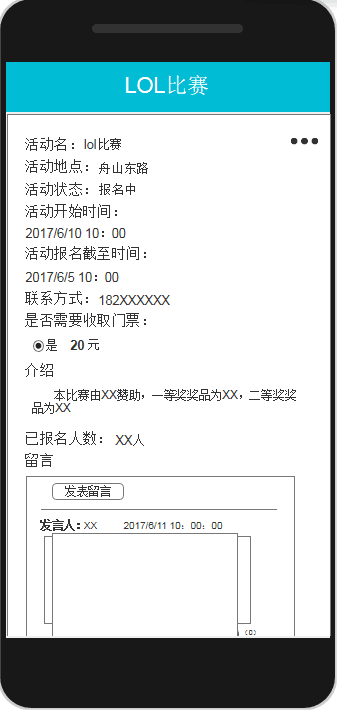 LOL比赛
活动名：lol比赛
活动地点：舟山东路
活动状态：报名中
活动开始时间：
2017/6/10 10：00
活动报名截至时间：
2017/6/5 10：00
联系方式：182XXXXXX
是否需要收取门票：
是 20 元
介绍
本比赛由XX赞助，一等奖奖品为XX，二等奖奖
品为XX
已报名人数： XX人
留言
发表留言
发言人：XX 2017/6/11 10：00：00
（0）